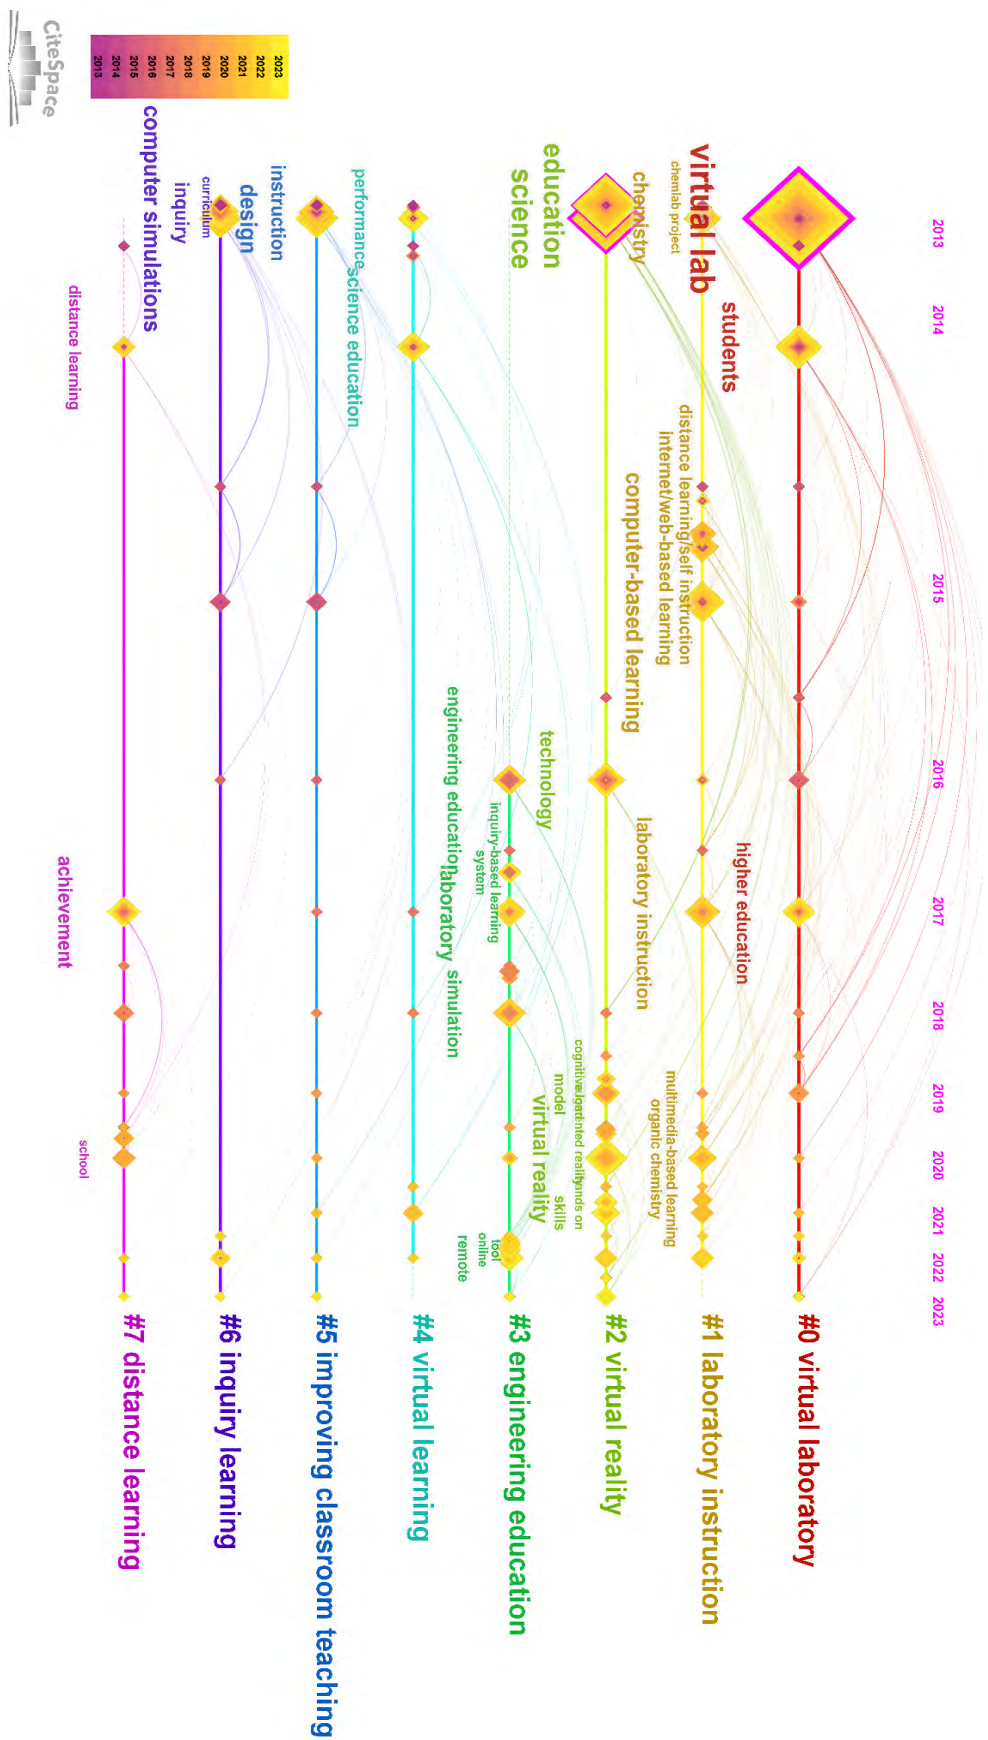 CiteSpace
2013
2014
2015
2016
2017
2018
2019
2020
2021
2022
2023
2013
2014
2015
2016
2017
2018
2019
2020
2021
2022
2023
#0 virtual laboratory
virtual lab
students
higher education
#1 laboratory instruction
chemlab project
chemistry
distance learning/self instruction
internet/web-based learning
computer-based learning
laboratory instruction
multimedia-based learning
organic chemistry
#2 virtual reality
education
science
technology
cognitive load
augmented reality
hands on
model
virtual reality
skills
#3 engineering education
engineering education
inquiry-based learning
system
laboratory
simulation
tool
online
remote
#4 virtual learning
performance
science education
#5 improving classroom teaching
instruction
design
#6 inquiry learning
curriculum
inquiry
computer simulations
#7 distance learning
distance learning
achievement
school